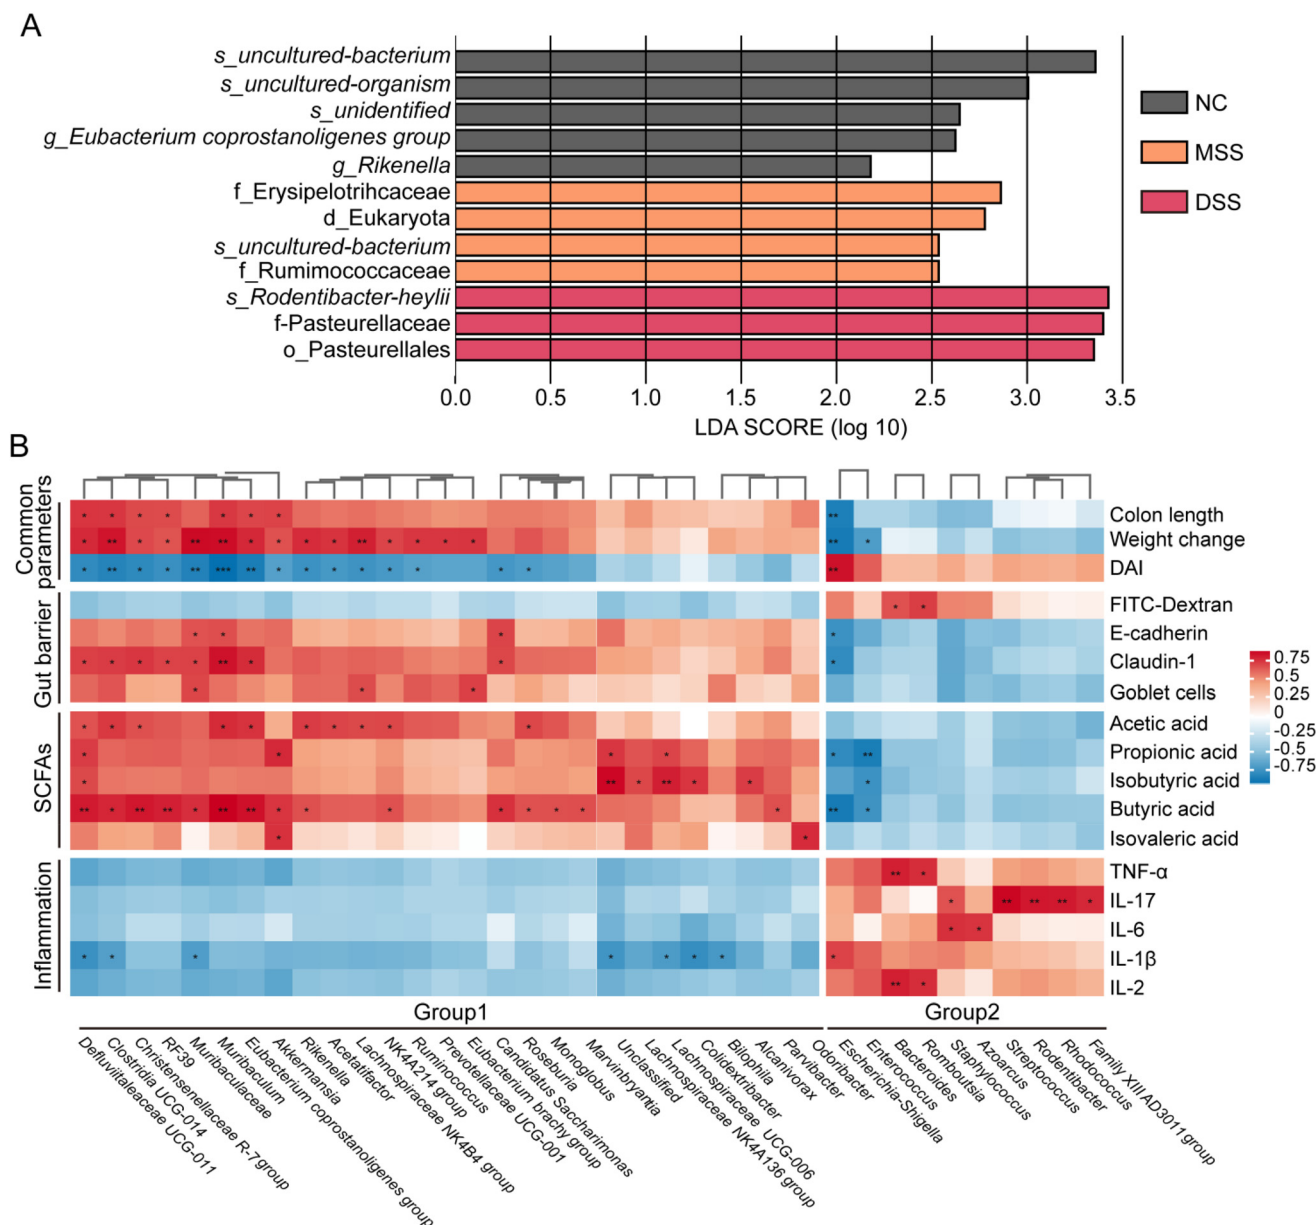 A
s_uncultured-bacterium
s_uncultured-organism
s_unidentified
g_Eubacterium coprostanoligenes group
g_Rikenella
f_Erysipelotrihcaceae
d_Eukaryota
s_uncultured-bacterium
f_Rumimococcaceae
s_Rodentibacter-heylii
f-Pasteurellaceae
o_Pasteurellales
NC
MSS
DSS
0.0 0.5 1.0 1.5 2.0 2.5 3.0 3.5
LDA SCORE (log 10)
B
Common parameters
Colon length
Weight change
DAI
Gut barrier
FITC-Dextran
E-cadherin
Claudin-1
Goblet cells
SCFAs
Acetic acid
Propionic acid
Isobutyric acid
Butyric acid
Isovaleric acid
Inflammation
TNF-α
IL-17
IL-6
IL-1β
IL-2
0.75
0.5
0.25
0
-0.25
-0.5
-0.75
Group1 Group2
Defluviitaleaceae UCG-011
Clostridia UCG-014
Christensenellaceae R-7 group
RF39
Muribaculaceae
Muribaculum
Eubacterium coprostanoligenes group
Akkermansia
Rikenella
Acetatifactor
Lachnospiraceae NK4B4 group
NK4A214 group
Ruminococcus
Prevotellaceae UCG-001
Eubacterium brachy group
Candidatus Saccharimonas
Roseburia
Monoglobus
Marvinbryantia
Unclassified
Lachnospiraceae NK4A136 group
Lachnospiraceae UCG-006
Colidextribacter
Bilophila
Alcanivorax
Parvibacter
Odoribacter
Escherichia-Shigella
Enterococcus
Bacteroides
Romboutsia
Staphylococcus
Azoarcus
Streptococcus
Rodentibacter
Rhodococcus
Family XIII AD3011 group